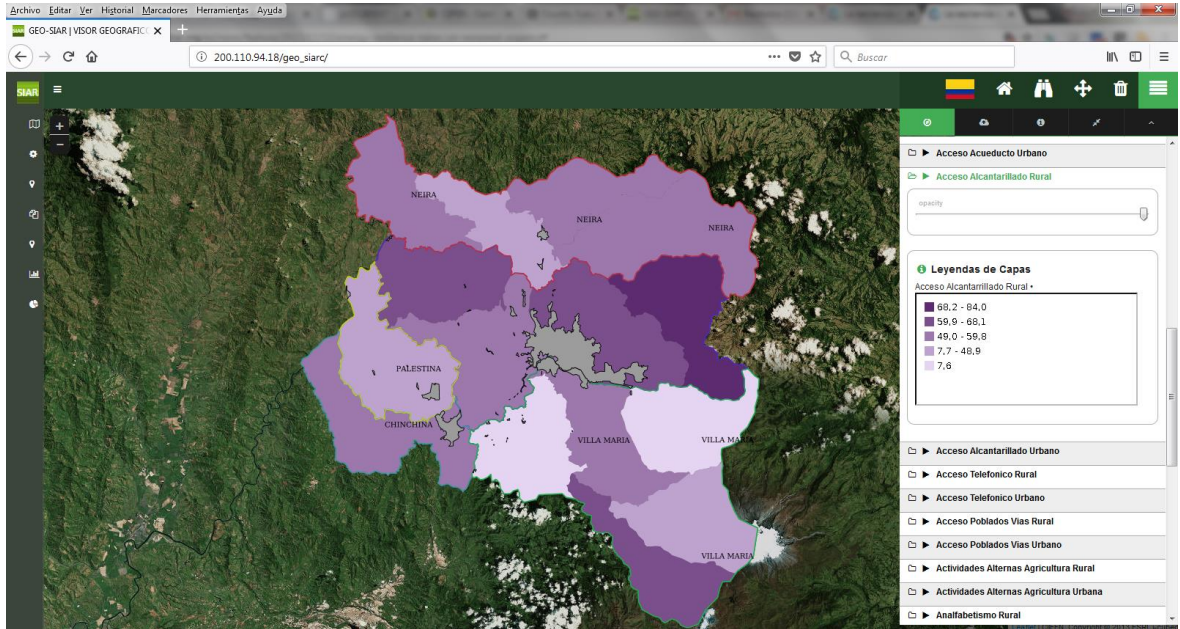 Archivo Editar Ver Historial Marcadores Herramientas Ayuda
GEO-SIAR | VISOR GEOGRAFIC
200.110.94.18/geo_siarc/
Buscar
SIAR
Acceso Acueducto Urbano
Acceso Alcantarillado Rural
opacity
Leyendas de Capas
Acceso Alcantarrillado Rural
68,2 - 84,0
59,9 - 68,1
49,0 - 59,8
7,7 - 48,9
7,6
Acceso Alcantarillado Urbano
Acceso Telefonico Rural
Acceso Telefonico Urbano
Acceso Poblados Vias Rural
Acceso Poblados Vias Urbano
Actividades Alternas Agricultura Rural
Actividades Alternas Agricultura Urbana
Analfabetismo Rural
NEIRA
NEIRA
NEIRA
PALESTINA
CHINCHINA
VILLA MARIA
VILLA MARIA
VILLA MARIA